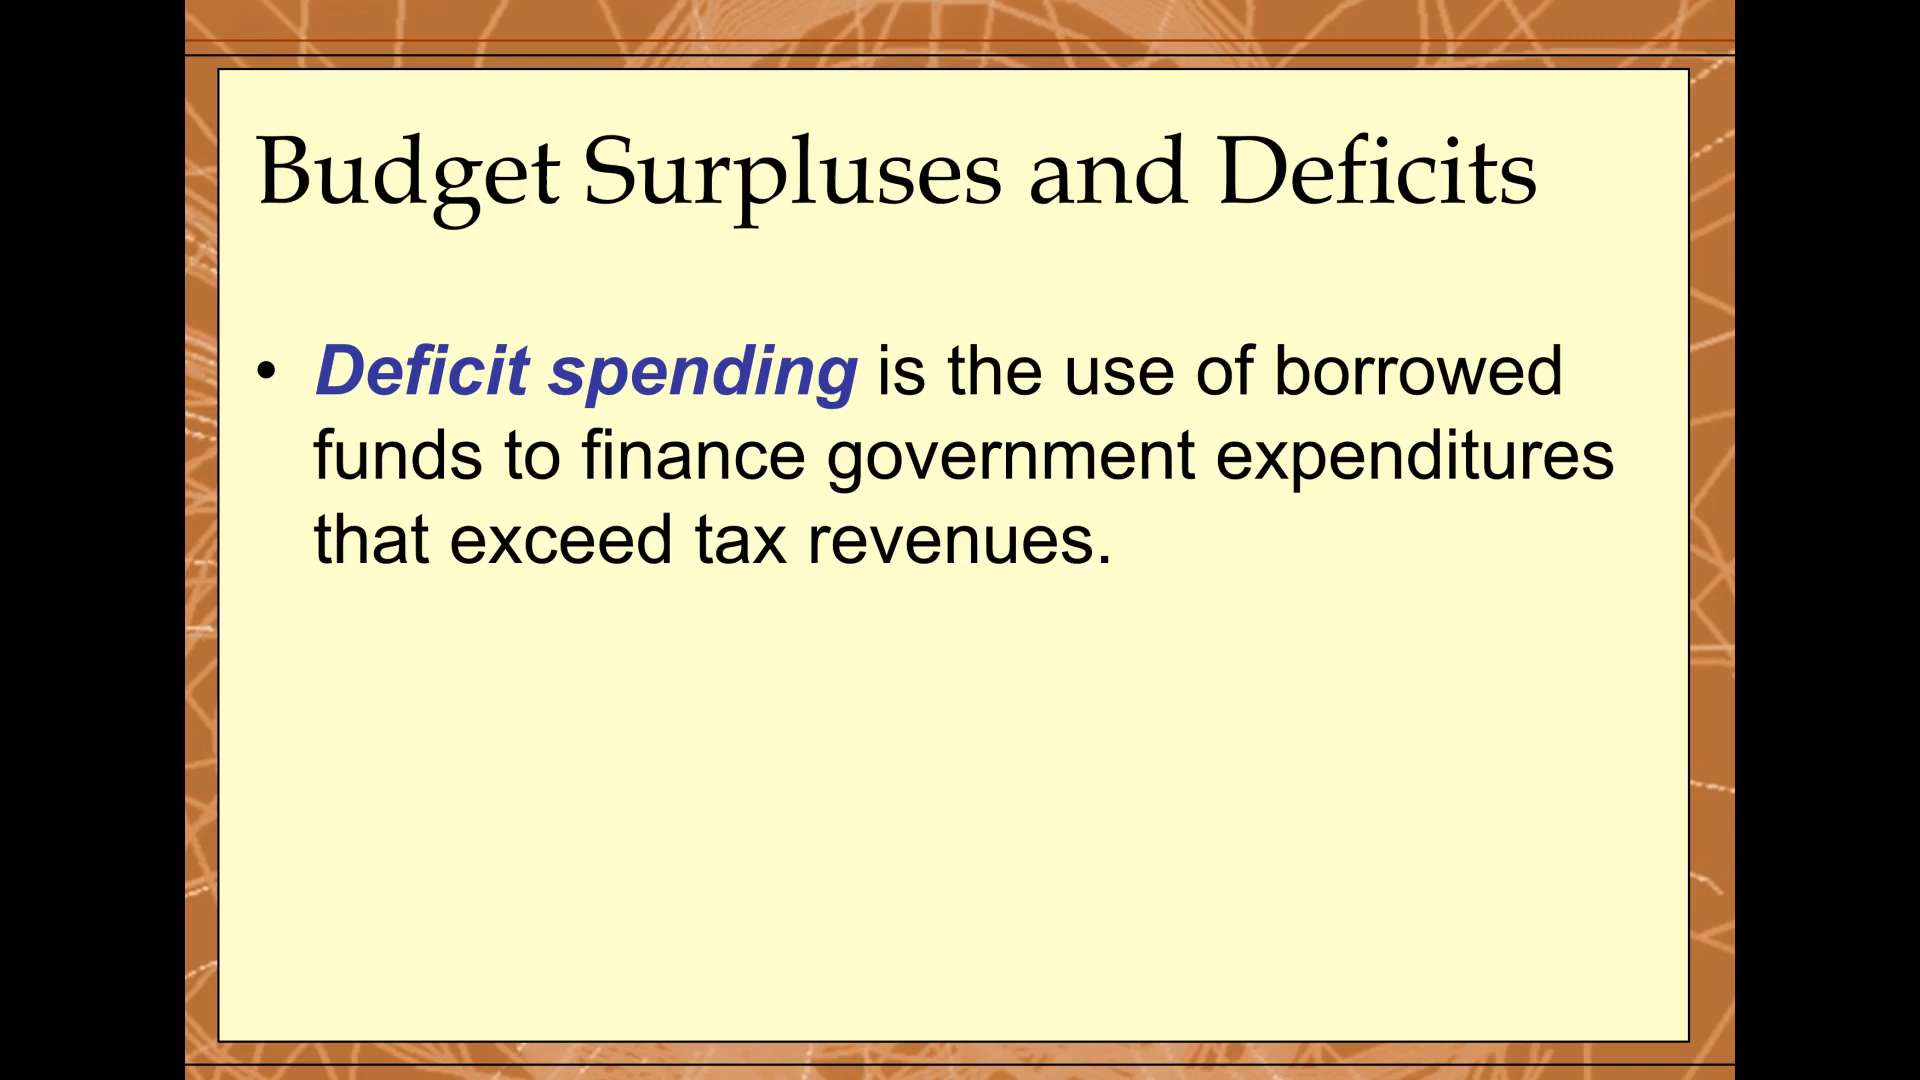 Budget Surpluses and Deficits
• Deficit spending is the use of borrowed
funds to finance government expenditures
that exceed tax revenues.